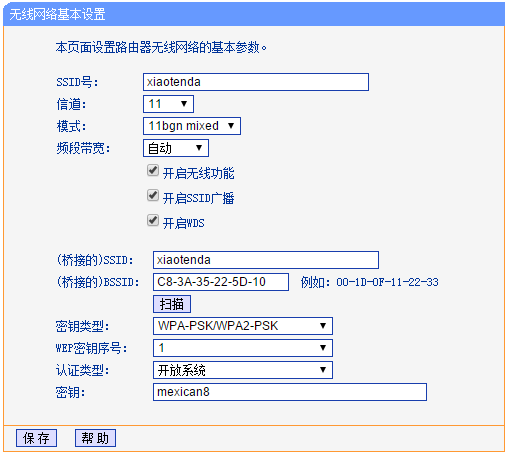 无线网络基本设置
本页面设置路由器无线网络的基本参数。
SSID号： xiaotenda
信道： 11
模式： 11bgn mixed
频段带宽： 自动
开启无线功能
开启SSID广播
开启WDS
(桥接的)SSID： xiaotenda
(桥接的)BSSID： C8-3A-35-22-5D-10 例如：00-1D-0F-11-22-33
扫描
密钥类型： WPA-PSK/WPA2-PSK
WEP密钥序号： 1
认证类型： 开放系统
密钥： mexican8
保存 帮助